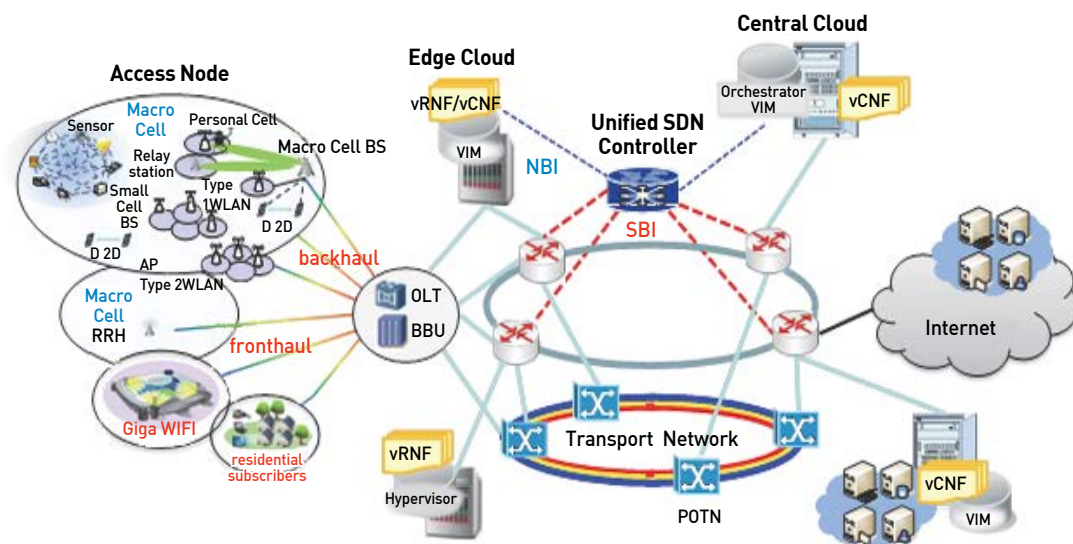 Central Cloud
Edge Cloud
Access Node
vRNF/vCNF
Orchestrator
VIM
vCNF
Macro
Cell
Personal Cell
Sensor
Unified SDN
Controller
Macro Cell BS
VIM
NBI
Relay
station
Type
1WLAN
Small
Cell
BS
D 2D
SBI
D 2D
AP
Type 2WLAN
backhaul
OLT
Macro
Cell
RRH
BBU
Internet
fronthaul
Giga WIFI
Transport Network
residential
subscribers
vRNF
vCNF
Hypervisor
POTN
VIM